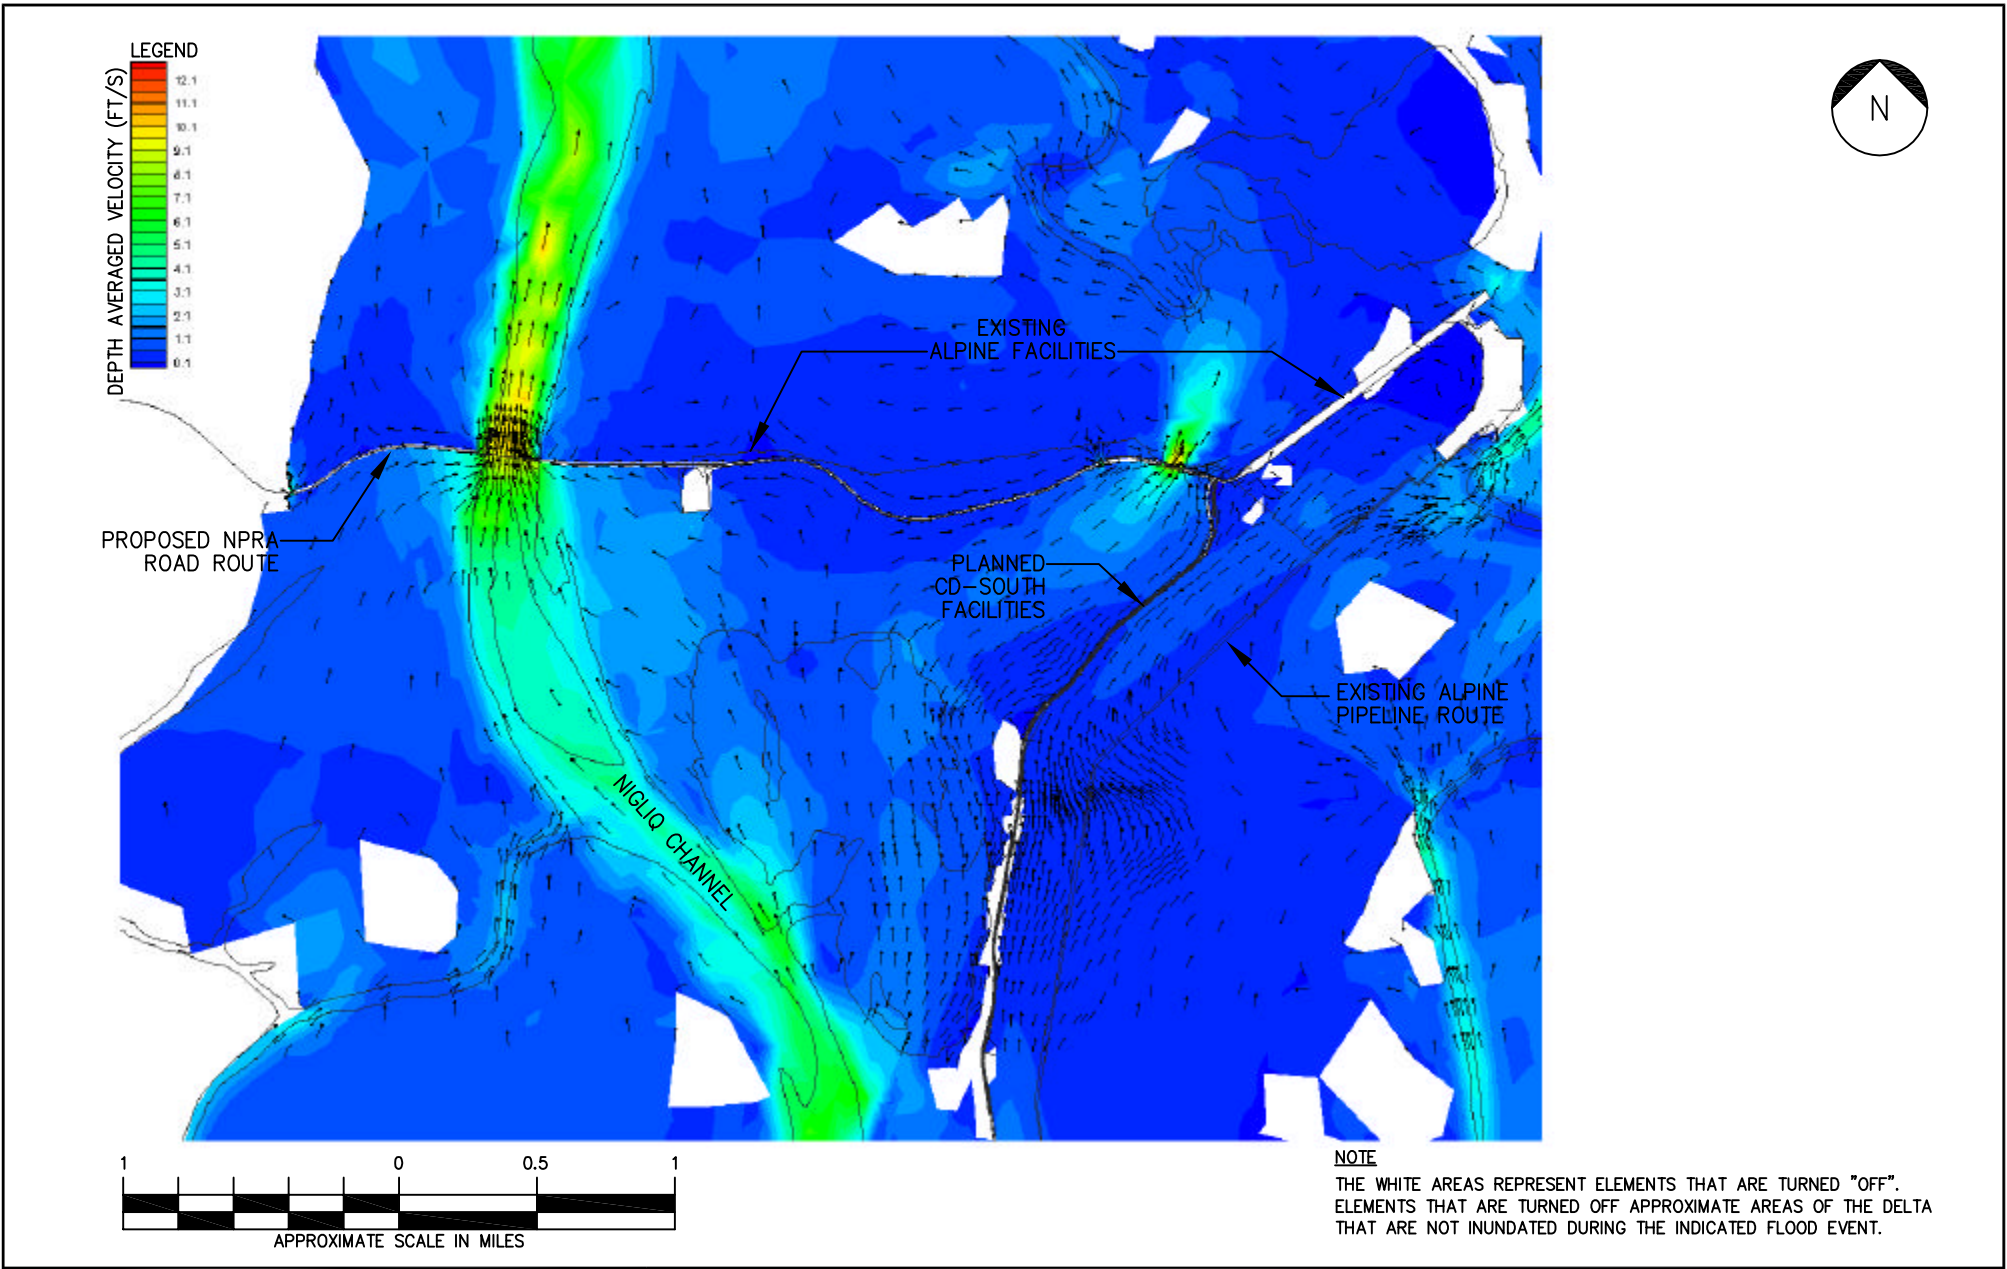 LEGEND
DEPTH AVERAGED VELOCITY (FT/S)
12.1
11.1
10.1
9.1
8.1
7.1
6.1
5.1
4.1
3.1
2.1
1.1
0.1
N
EXISTING
ALPINE FACILITIES
PROPOSED NPRA
ROAD ROUTE
PLANNED
CD-SOUTH
FACILITIES
EXISTING ALPINE
PIPELINE ROUTE
NIGLIQ CHANNEL
1 0 0.5 1
APPROXIMATE SCALE IN MILES
NOTE
THE WHITE AREAS REPRESENT ELEMENTS THAT ARE TURNED "OFF".
ELEMENTS THAT ARE TURNED OFF APPROXIMATE AREAS OF THE DELTA
THAT ARE NOT INUNDATED DURING THE INDICATED FLOOD EVENT.